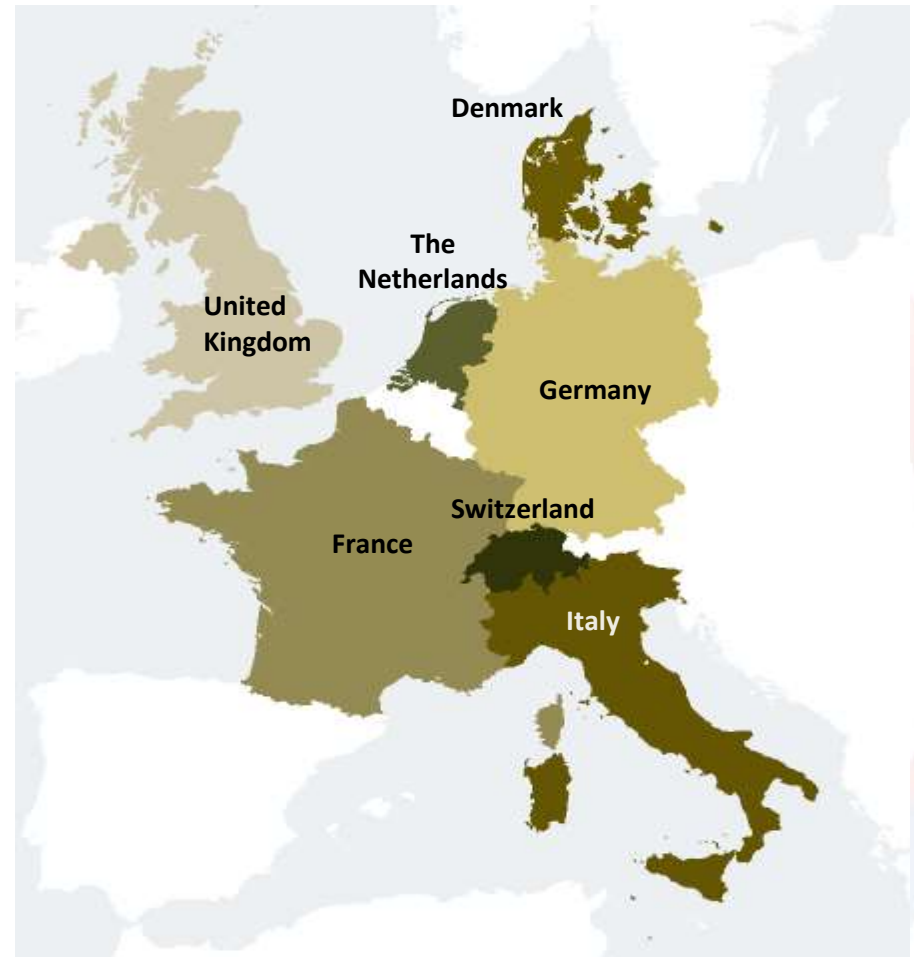 Denmark
The
Netherlands
United
Kingdom
Germany
Switzerland
France
Italy